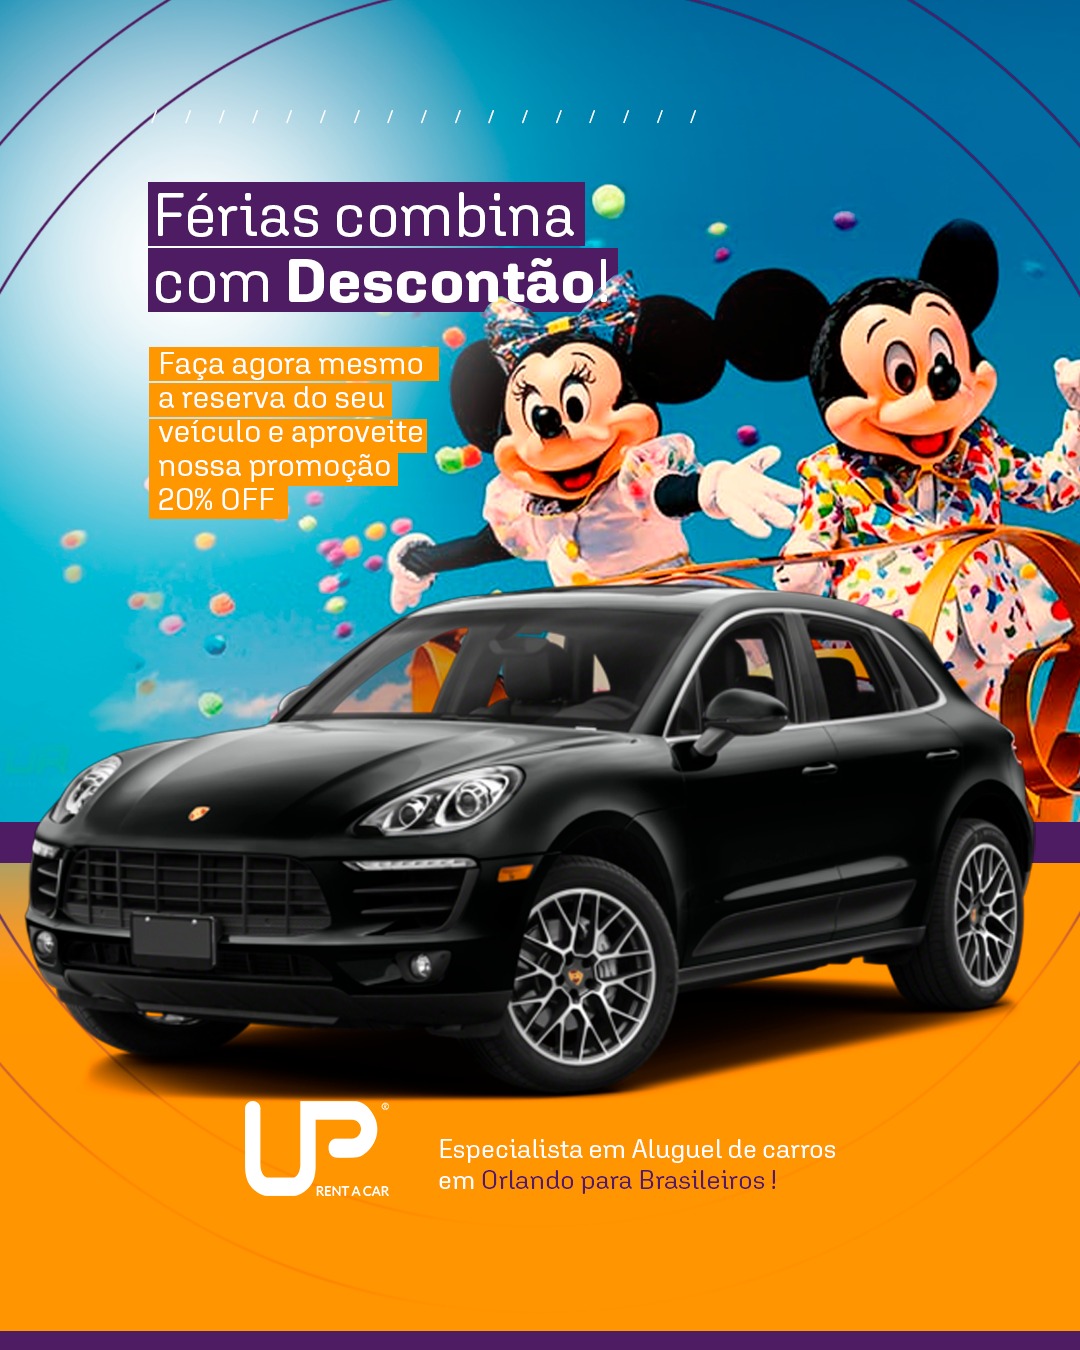 / / / / / / / / / / / / / / / / /
Férias combina
com Descontão!
Faça agora mesmo
a reserva do seu
veículo e aproveite
nossa promoção
20% OFF
UP®
RENT A CAR
Especialista em Aluguel de carros
em Orlando para Brasileiros !